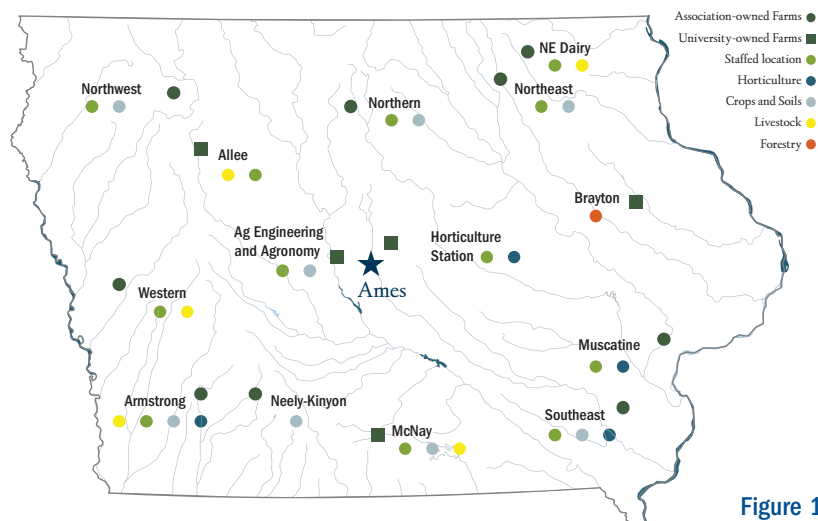 Association-owned Farms
University-owned Farms
Staffed location
Horticulture
Crops and Soils
Livestock
Forestry
NE Dairy
Northwest
Northern
Northeast
Allee
Brayton
Ag Engineering
and Agronomy
Horticulture
Station
Ames
Western
Muscatine
Armstrong
Neely-Kinyon
McNay
Southeast
Figure 1